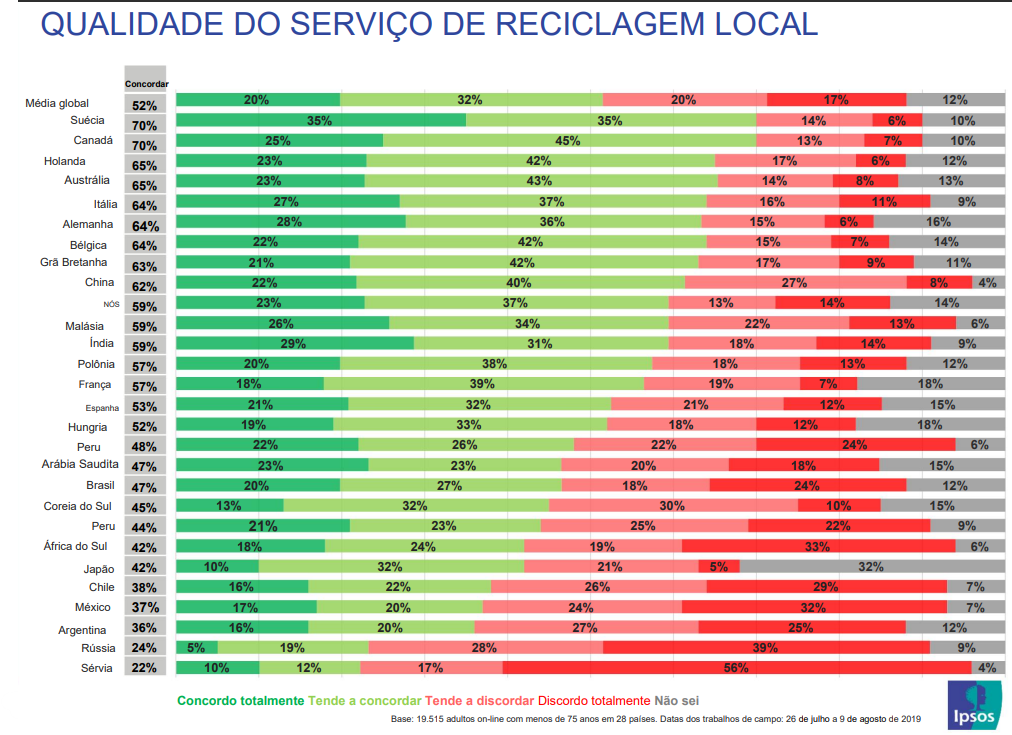 QUALIDADE DO SERVIÇO DE RECICLAGEM LOCAL
Concordar
Média global 52% 20% 32% 20% 17% 12%
Suécia 70% 35% 35% 14% 6% 10%
Canadá 70% 25% 45% 13% 7% 10%
Holanda 65% 23% 42% 17% 6% 12%
Austrália 65% 23% 43% 14% 8% 13%
Itália 64% 27% 37% 16% 11% 9%
Alemanha 64% 28% 36% 15% 6% 16%
Bélgica 64% 22% 42% 15% 7% 14%
Grã Bretanha 63% 21% 42% 17% 9% 11%
China 62% 22% 40% 27% 8% 4%
NÓS 59% 23% 37% 13% 14% 14%
Malásia 59% 26% 34% 22% 13% 6%
Índia 59% 29% 31% 18% 14% 9%
Polônia 57% 20% 38% 18% 13% 12%
França 57% 18% 39% 19% 7% 18%
Espanha 53% 21% 32% 21% 12% 15%
Hungria 52% 19% 33% 18% 12% 18%
Peru 48% 22% 26% 22% 24% 6%
Arábia Saudita 47% 23% 23% 20% 18% 15%
Brasil 47% 20% 27% 18% 24% 12%
Coreia do Sul 45% 13% 32% 30% 10% 15%
Peru 44% 21% 23% 25% 22% 9%
África do Sul 42% 18% 24% 19% 33% 6%
Japão 42% 10% 32% 21% 5% 32%
Chile 38% 16% 22% 26% 29% 7%
México 37% 17% 20% 24% 32% 7%
Argentina 36% 16% 20% 27% 25% 12%
Rússia 24% 5% 19% 28% 39% 9%
Sérvia 22% 10% 12% 17% 56% 4%
Concordo totalmente Tende a concordar Tende a discordar Discordo totalmente Não sei
Base: 19.515 adultos on-line com menos de 75 anos em 28 países. Datas dos trabalhos de campo: 26 de julho a 9 de agosto de 2019
Ipsos